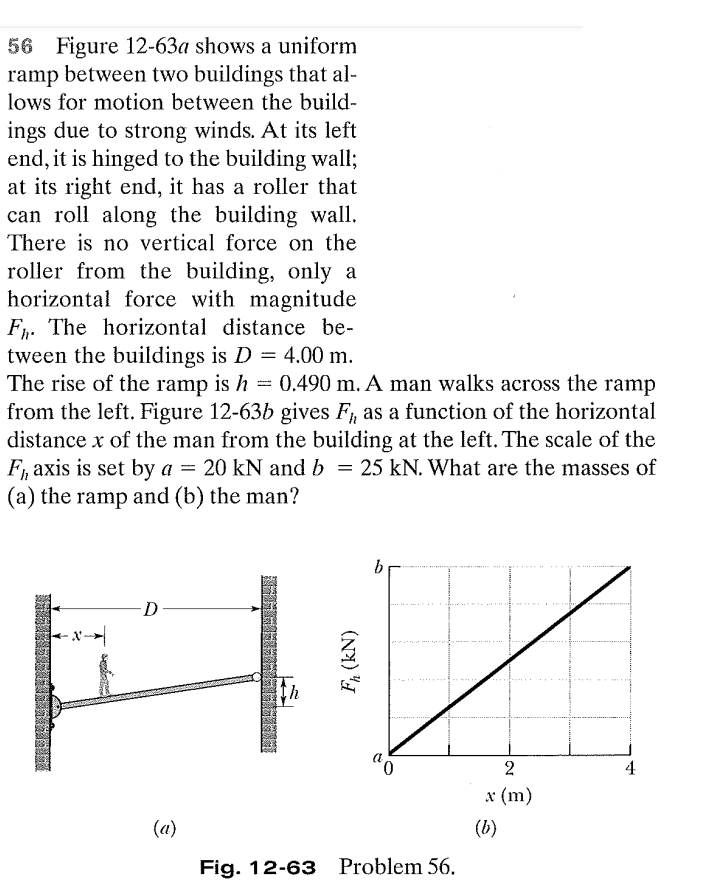 56 Figure 12-63a shows a uniform
ramp between two buildings that al-
lows for motion between the build-
ings due to strong winds. At its left
end, it is hinged to the building wall;
at its right end, it has a roller that
can roll along the building wall.
There is no vertical force on the
roller from the building, only a
horizontal force with magnitude
Fh. The horizontal distance be-
tween the buildings is D = 4.00 m.
The rise of the ramp is h = 0.490 m. A man walks across the ramp
from the left. Figure 12-63b gives Fh as a function of the horizontal
distance x of the man from the building at the left. The scale of the
Fh axis is set by a = 20 kN and b = 25 kN. What are the masses of
(a) the ramp and (b) the man?
D
x
h
(a)
b
Fh (kN)
a
0 2 4
x (m)
(b)
Fig. 12-63 Problem 56.